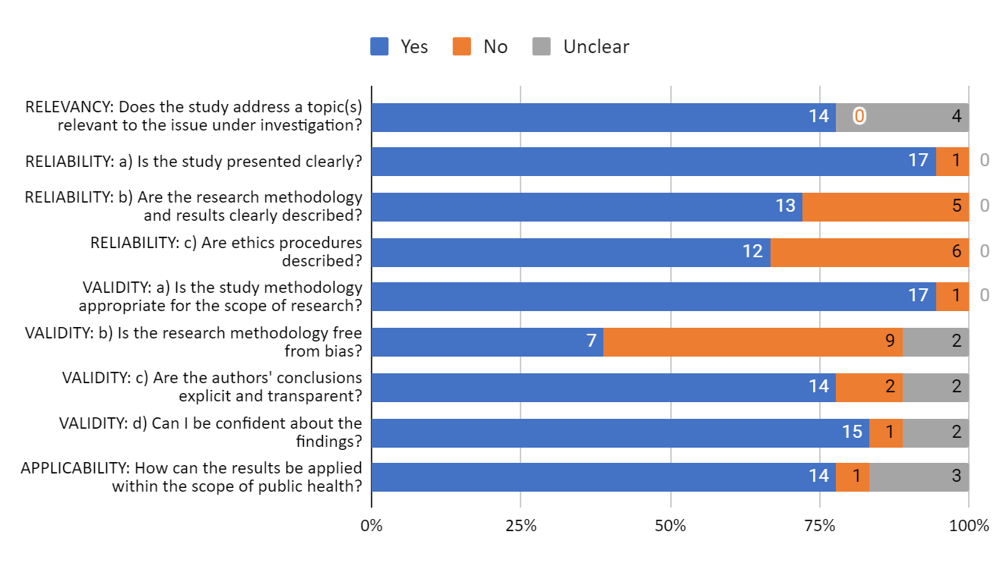 Yes No Unclear
RELEVANCY: Does the study address a topic(s)
relevant to the issue under investigation?
14 0 4
RELIABILITY: a) Is the study presented clearly?
17 1 0
RELIABILITY: b) Are the research methodology
and results clearly described?
13 5 0
RELIABILITY: c) Are ethics procedures
described?
12 6 0
VALIDITY: a) Is the study methodology
appropriate for the scope of research?
17 1 0
VALIDITY: b) Is the research methodology free
from bias?
7 9 2
VALIDITY: c) Are the authors' conclusions
explicit and transparent?
14 2 2
VALIDITY: d) Can I be confident about the
findings?
15 1 2
APPLICABILITY: How can the results be applied
within the scope of public health?
14 1 3
0% 25% 50% 75% 100%